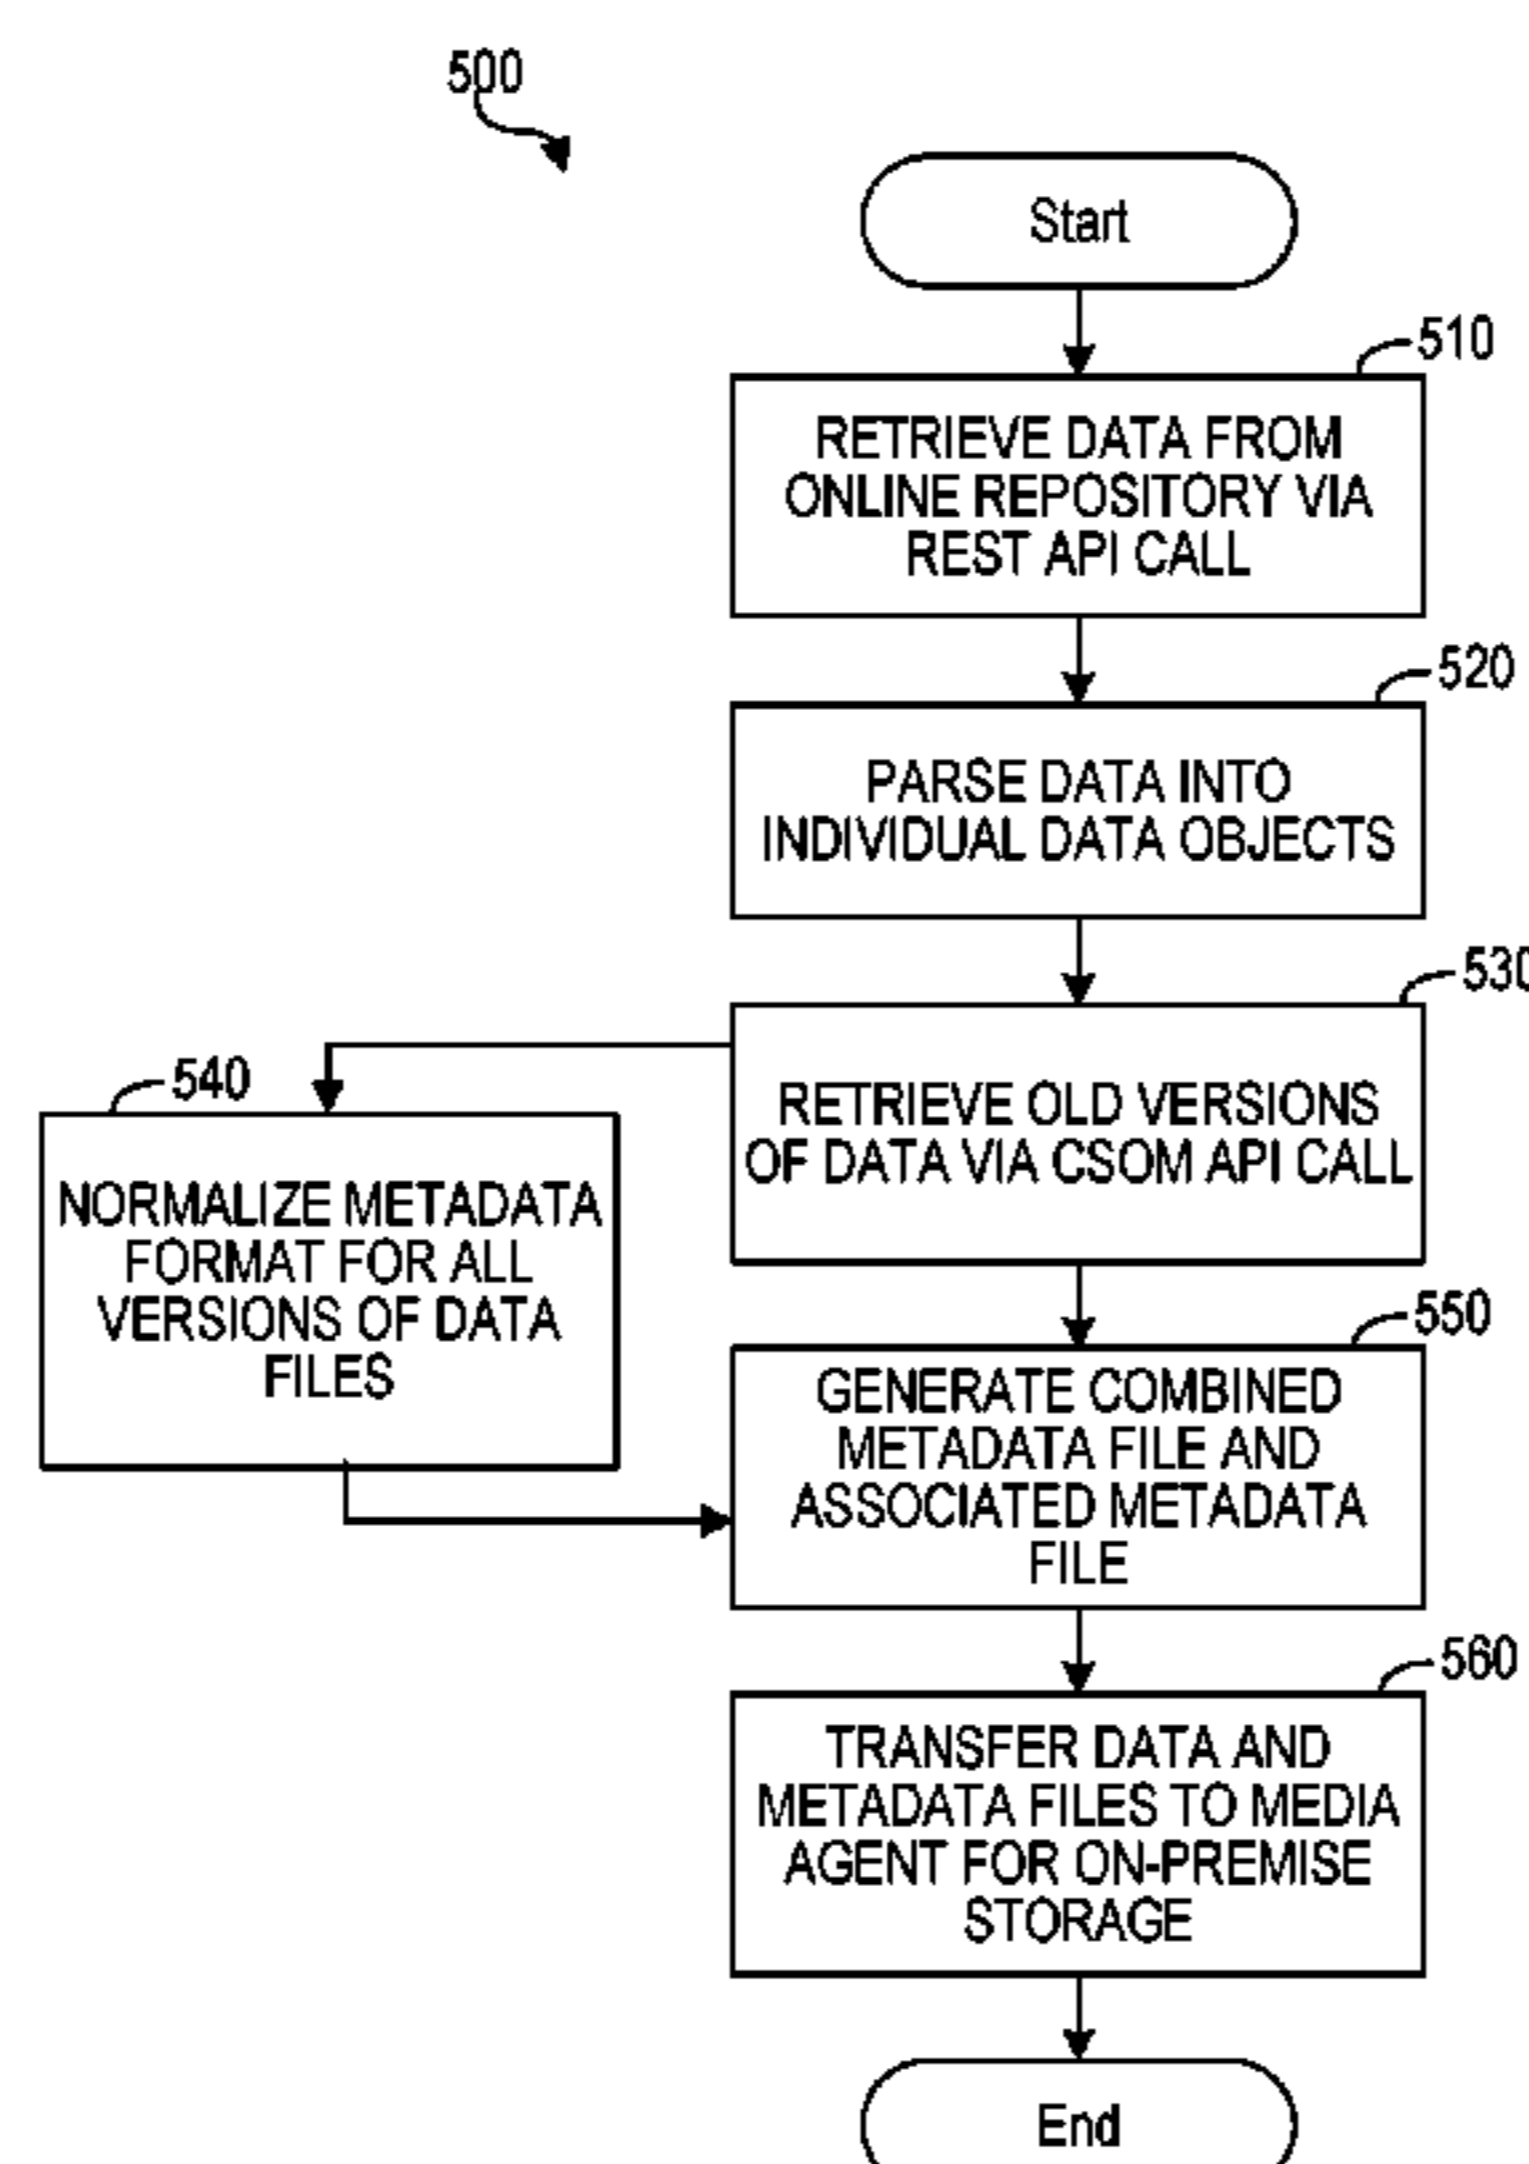 500
Start
510
RETRIEVE DATA FROM
ONLINE REPOSITORY VIA
REST API CALL
520
PARSE DATA INTO
INDIVIDUAL DATA OBJECTS
530
RETRIEVE OLD VERSIONS
OF DATA VIA CSOM API CALL
540
NORMALIZE METADATA
FORMAT FOR ALL
VERSIONS OF DATA
FILES
550
GENERATE COMBINED
METADATA FILE AND
ASSOCIATED METADATA
FILE
560
TRANSFER DATA AND
METADATA FILES TO MEDIA
AGENT FOR ON-PREMISE
STORAGE
End